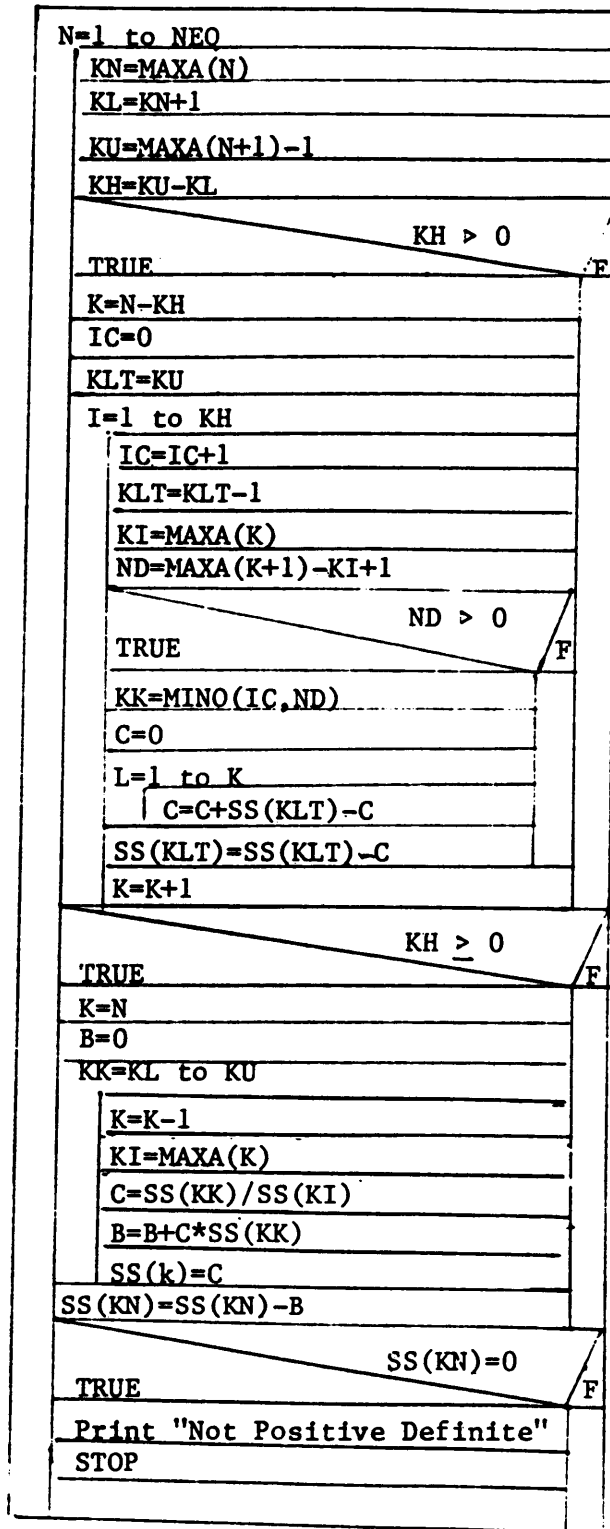 N=1 to NEQ
KN=MAXA(N)
KL=KN+1
KU=MAXA(N+1)-1
KH=KU-KL
KH > 0
TRUE F
K=N-KH
IC=0
KLT=KU
I=1 to KH
IC=IC+1
KLT=KLT-1
KI=MAXA(K)
ND=MAXA(K+1)-KI+1
ND > 0
TRUE F
KK=MINO(IC,ND)
C=0
L=1 to K
C=C+SS(KLT)-C
SS(KLT)=SS(KLT)-C
K=K+1
KH ≥ 0
TRUE F
K=N
B=0
KK=KL to KU
K=K-1
KI=MAXA(K)
C=SS(KK)/SS(KI)
B=B+C*SS(KK)
SS(k)=C
SS(KN)=SS(KN)-B
SS(KN)=0
TRUE F
Print "Not Positive Definite"
STOP